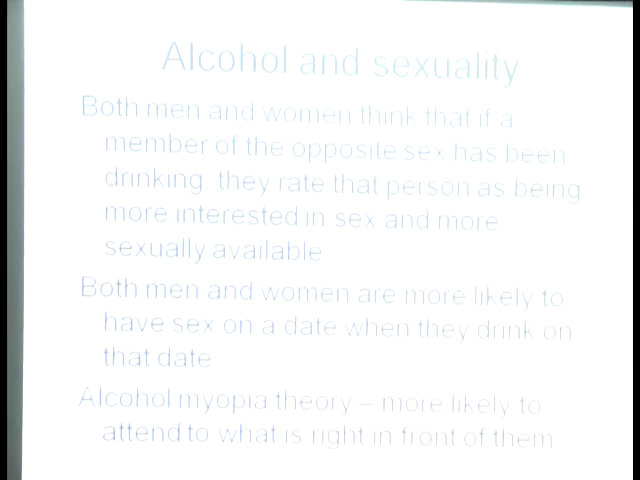 Alcohol and sexuality
Both men and women think that if a
member of the opposite sex has been
drinking, they rate that person as being
more interested in sex and more
sexually available
Both men and women are more likely to
have sex on a date when they drink on
that date
Alcohol myopia theory – more likely to
attend to what is right in front of them